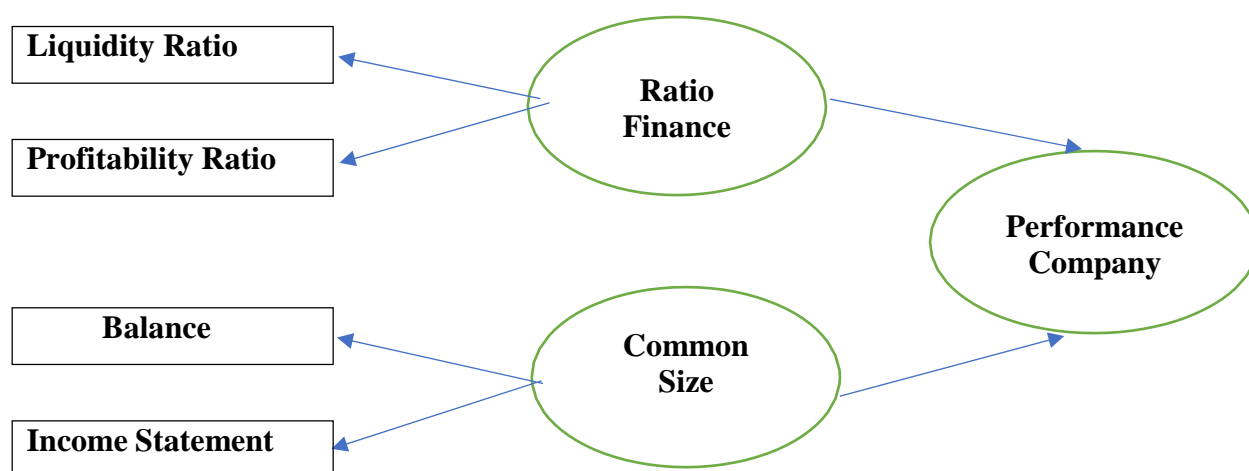 Liquidity Ratio
Profitability Ratio
Ratio
Finance
Performance
Company
Balance
Common
Size
Income Statement